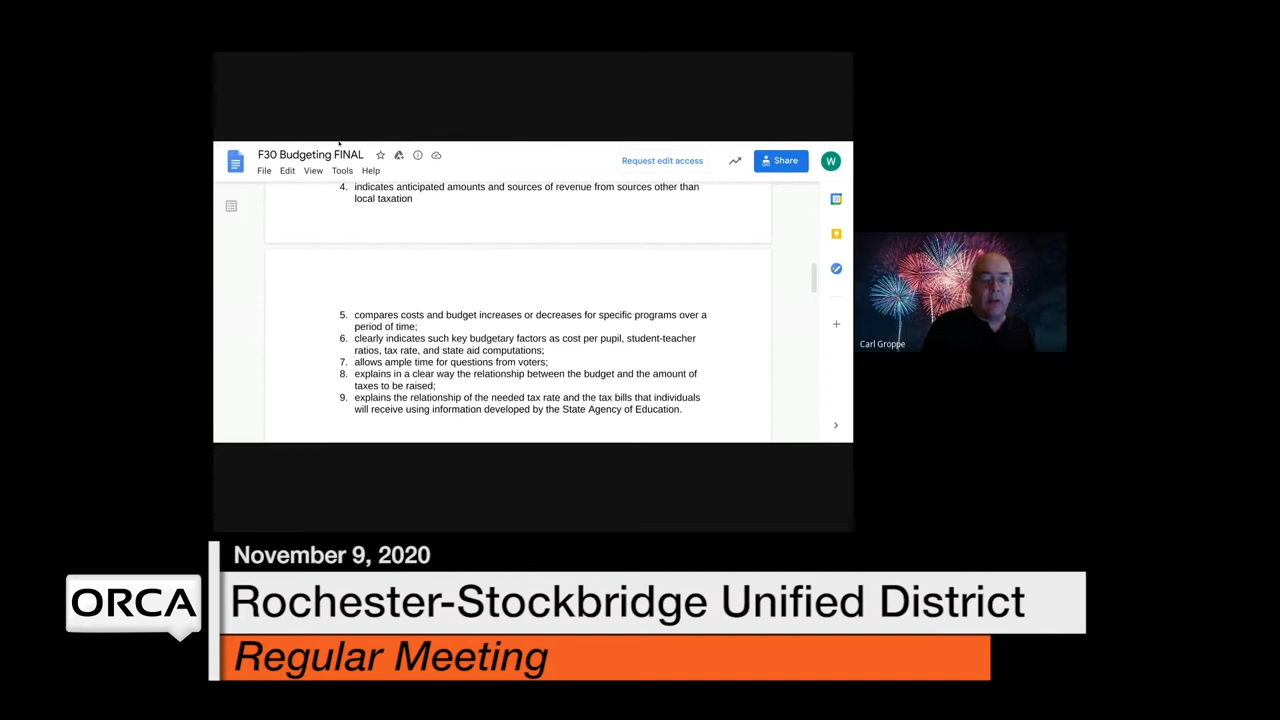 F30 Budgeting FINAL
File Edit View Tools Help
Request edit access
Share
W
4. indicates anticipated amounts and sources of revenue from sources other than
local taxation
5. compares costs and budget increases or decreases for specific programs over a
period of time;
6. clearly indicates such key budgetary factors as cost per pupil, student-teacher
ratios, tax rate, and state aid computations;
7. allows ample time for questions from voters;
8. explains in a clear way the relationship between the budget and the amount of
taxes to be raised;
9. explains the relationship of the needed tax rate and the tax bills that individuals
will receive using information developed by the State Agency of Education.
Carl Groppe
November 9, 2020
ORCA
Rochester-Stockbridge Unified District
Regular Meeting